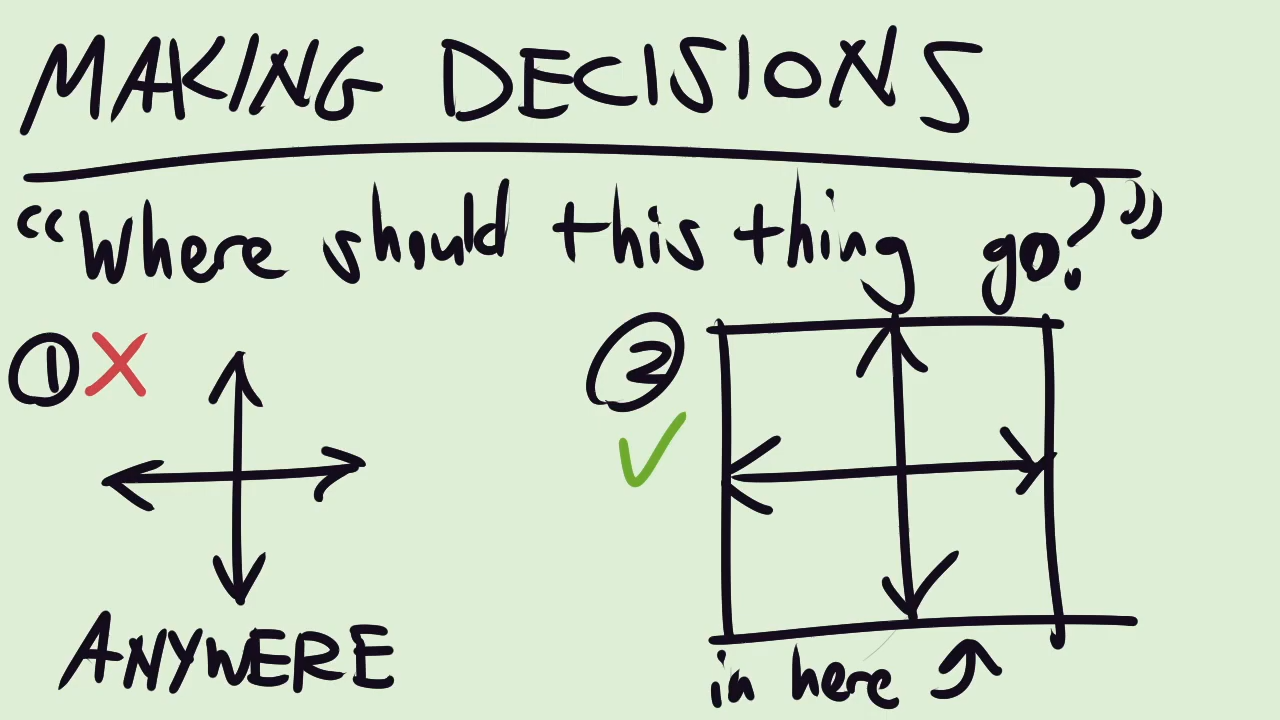 MAKING DECISIONS
“Where should this thing go?”
① X
②
ANYWERE
in here